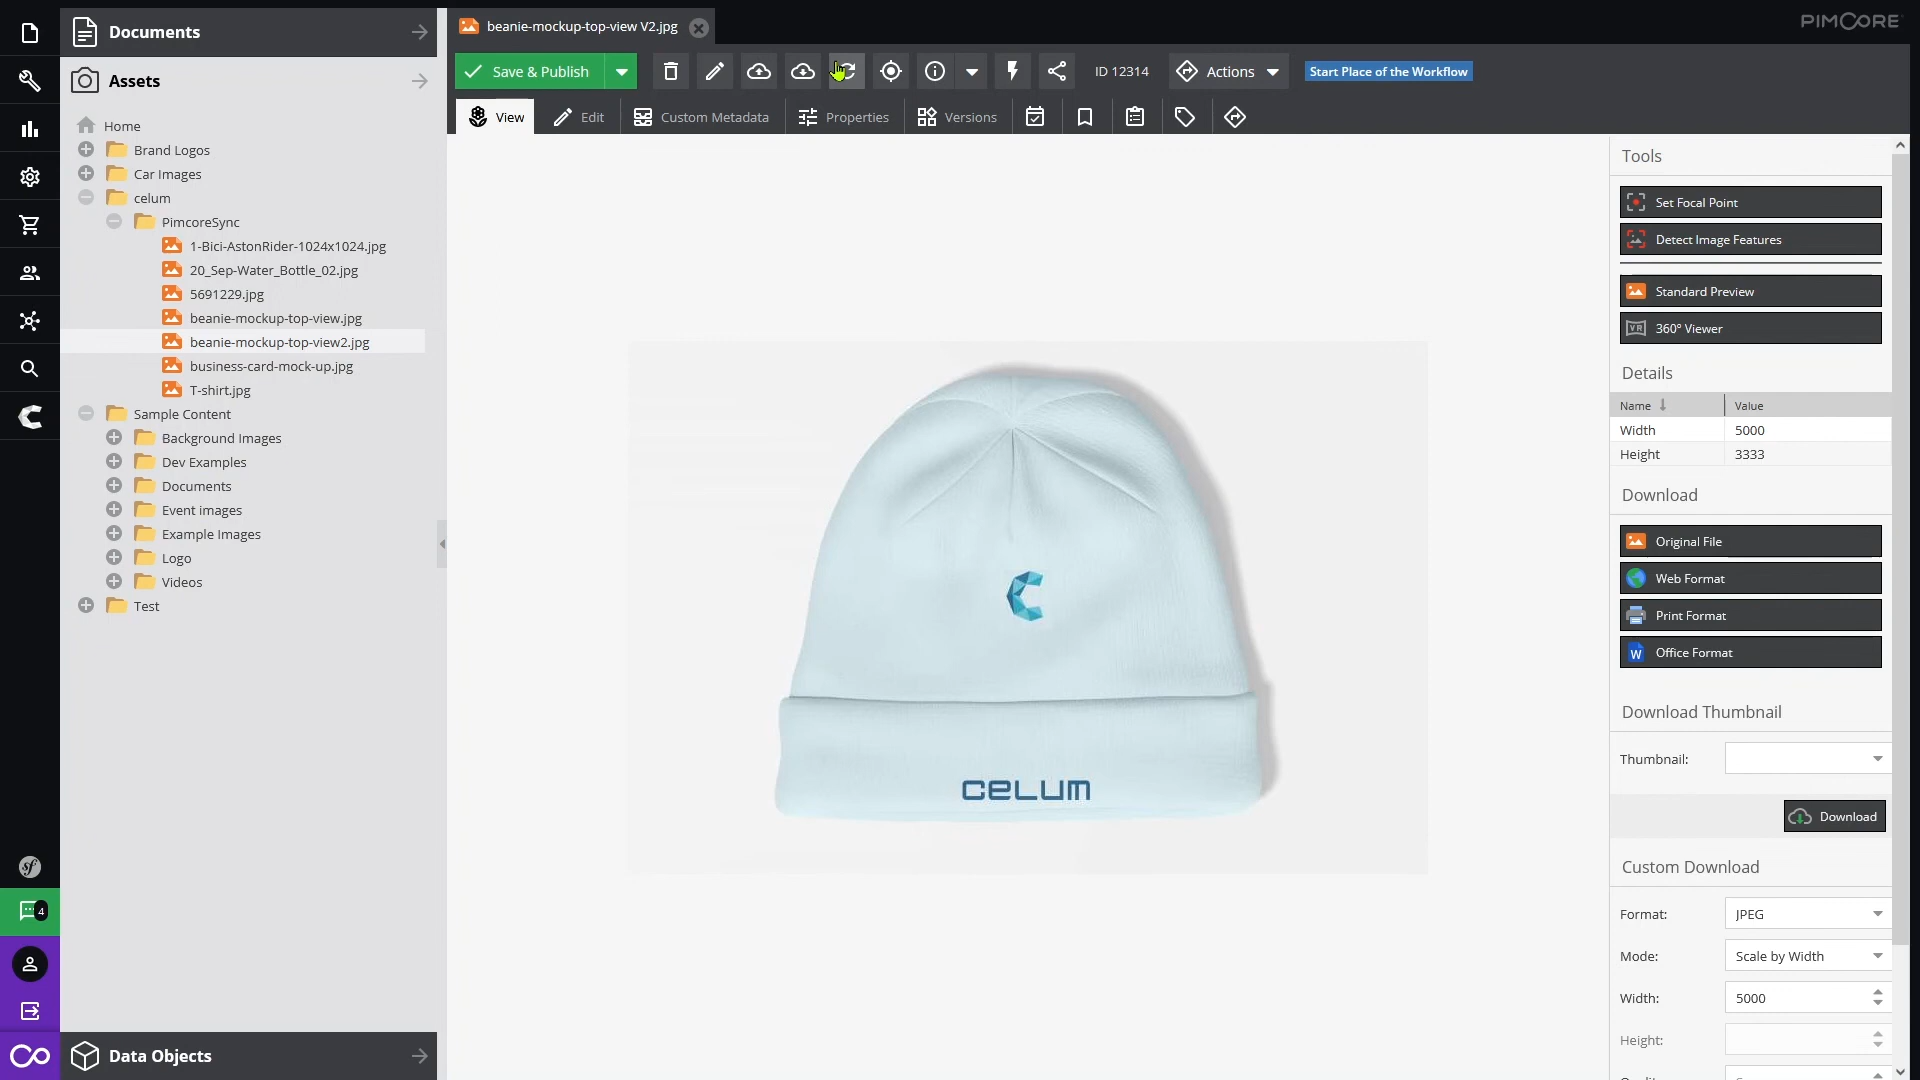 beanie-mockup-top-view V2.jpg
PIMCORE
Documents
Save & Publish
ID 12314
Actions
Start Place of the Workflow
Assets
View
Edit
Custom Metadata
Properties
Versions
Home
Brand Logos
Car Images
celum
PimcoreSync
1-Bici-AstonRider-1024x1024.jpg
20_Sep-Water_Bottle_02.jpg
5691229.jpg
beanie-mockup-top-view.jpg
beanie-mockup-top-view2.jpg
business-card-mock-up.jpg
T-shirt.jpg
Sample Content
Background Images
Dev Examples
Documents
Event images
Example Images
Logo
Videos
Test
Data Objects
sf
4
CELUM
Tools
Set Focal Point
Detect Image Features
Standard Preview
VR
360° Viewer
Details
Name
Value
Width
5000
Height
3333
Download
Original File
Web Format
Print Format
W
Office Format
Download Thumbnail
Thumbnail:
Download
Custom Download
Format:
JPEG
Mode:
Scale by Width
Width:
5000
Height: